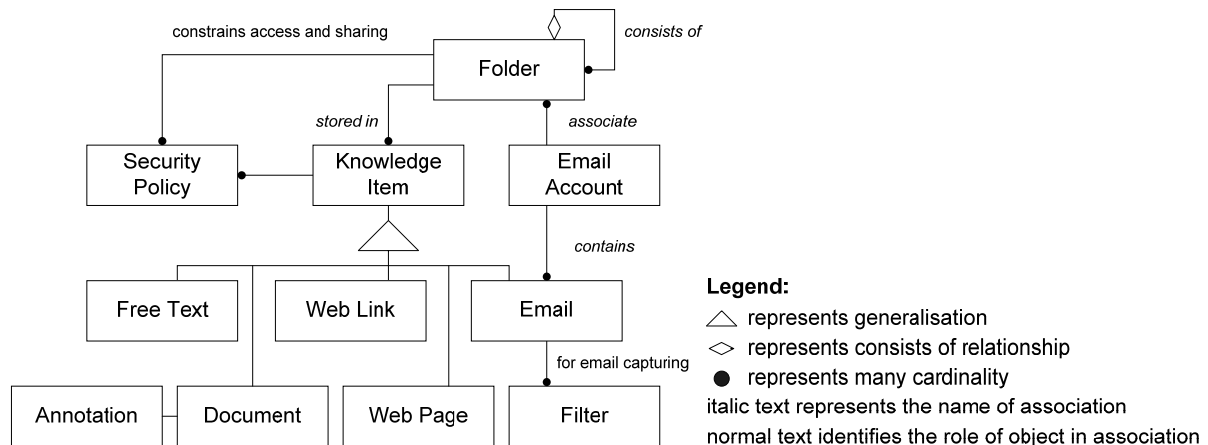 constrains access and sharing
consists of
Folder
stored in
associate
Security
Policy
Knowledge
Item
Email
Account
contains
Free Text
Web Link
Email
for email capturing
Annotation
Document
Web Page
Filter
Legend:
represents generalisation
represents consists of relationship
represents many cardinality
italic text represents the name of association
normal text identifies the role of object in association